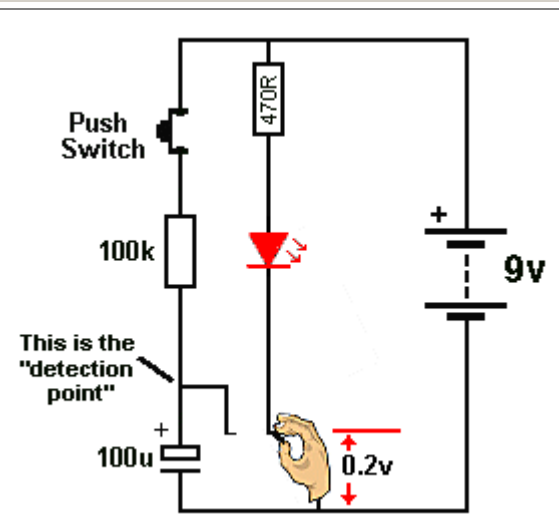 470R
Push
Switch
+
100k
9v
This is the
"detection
point"
+
100u
0.2v